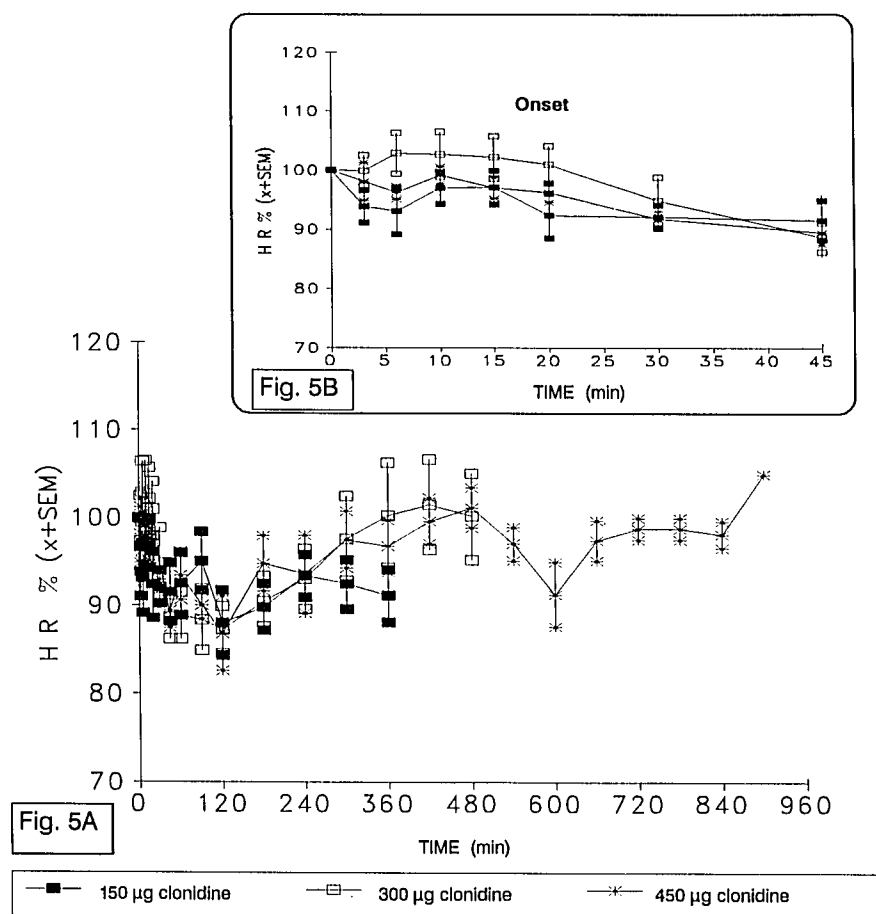 120
110
100
90
80
70
HR % (x+SEM)
Onset
0 5 10 15 20 25 30 35 40 45
TIME (min)
Fig. 5B
120
110
100
90
80
70
HR % (x+SEM)
0 120 240 360 480 600 720 840 960
TIME (min)
Fig. 5A
150 µg clonidine 300 µg clonidine 450 µg clonidine